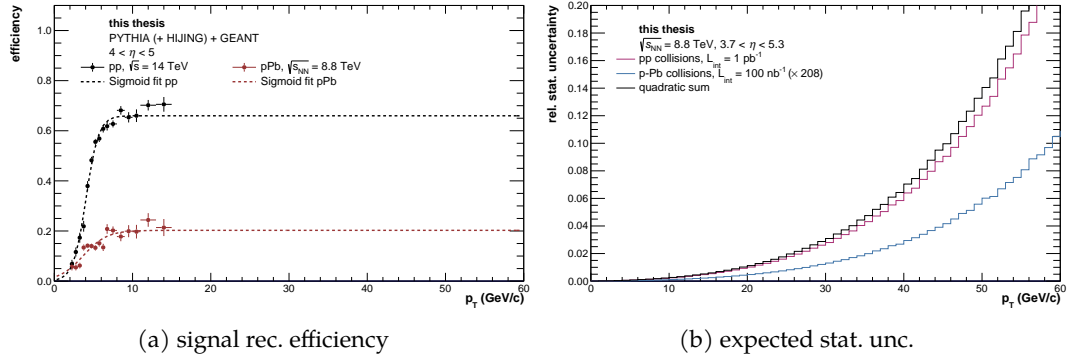 efficiency
1.0
0.8
0.6
0.4
0.2
0.0
this thesis
PYTHIA (+ HIJING) + GEANT
4 < η < 5
pp, √s = 14 TeV
pPb, √sNN = 8.8 TeV
Sigmoid fit pp
Sigmoid fit pPb
0 10 20 30 40 50 60
pT (GeV/c)
(a) signal rec. efficiency
rel. stat. uncertainty
0.20
0.18
0.16
0.14
0.12
0.10
0.08
0.06
0.04
0.02
0.00
this thesis
√sNN = 8.8 TeV, 3.7 < η < 5.3
pp collisions, Lint = 1 pb⁻¹
p-Pb collisions, Lint = 100 nb⁻¹ (× 208)
quadratic sum
0 10 20 30 40 50 60
pT (GeV/c)
(b) expected stat. unc.